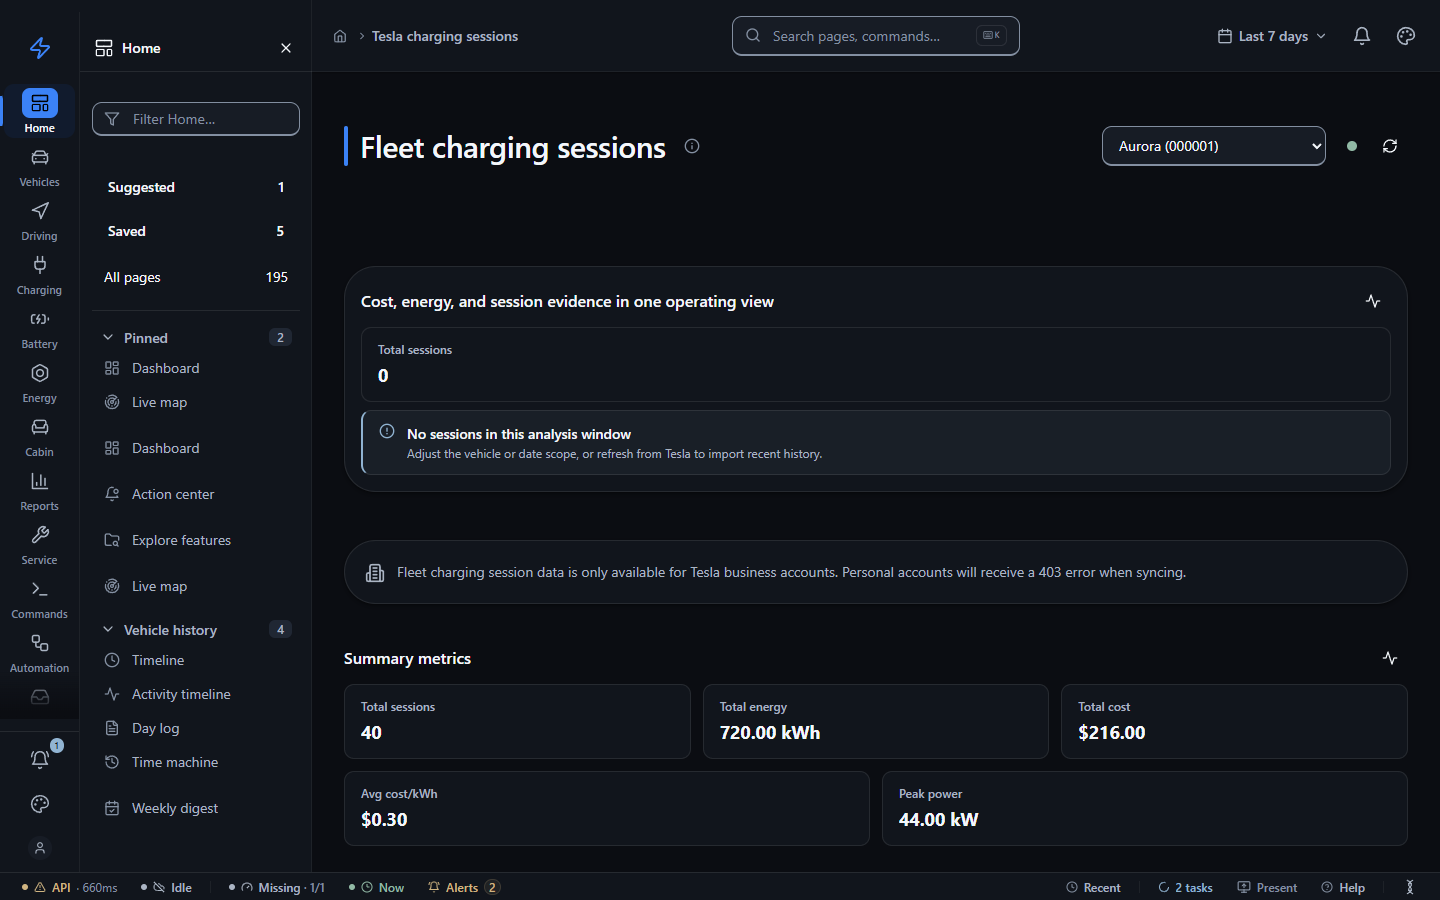 Home
Vehicles
Driving
Charging
Battery
Energy
Cabin
Reports
Service
Commands
Automation
1
Home
Filter Home...
Suggested 1
Saved 5
All pages 195
Pinned 2
Dashboard
Live map
Dashboard
Action center
Explore features
Live map
Vehicle history 4
Timeline
Activity timeline
Day log
Time machine
Weekly digest
Tesla charging sessions
Search pages, commands... K
Last 7 days
Fleet charging sessions
Aurora (000001)
Cost, energy, and session evidence in one operating view
Total sessions
0
No sessions in this analysis window
Adjust the vehicle or date scope, or refresh from Tesla to import recent history.
Fleet charging session data is only available for Tesla business accounts. Personal accounts will receive a 403 error when syncing.
Summary metrics
Total sessions
40
Total energy
720.00 kWh
Total cost
$216.00
Avg cost/kWh
$0.30
Peak power
44.00 kW
API · 660ms
Idle
Missing · 1/1
Now
Alerts 2
Recent
2 tasks
Present
Help